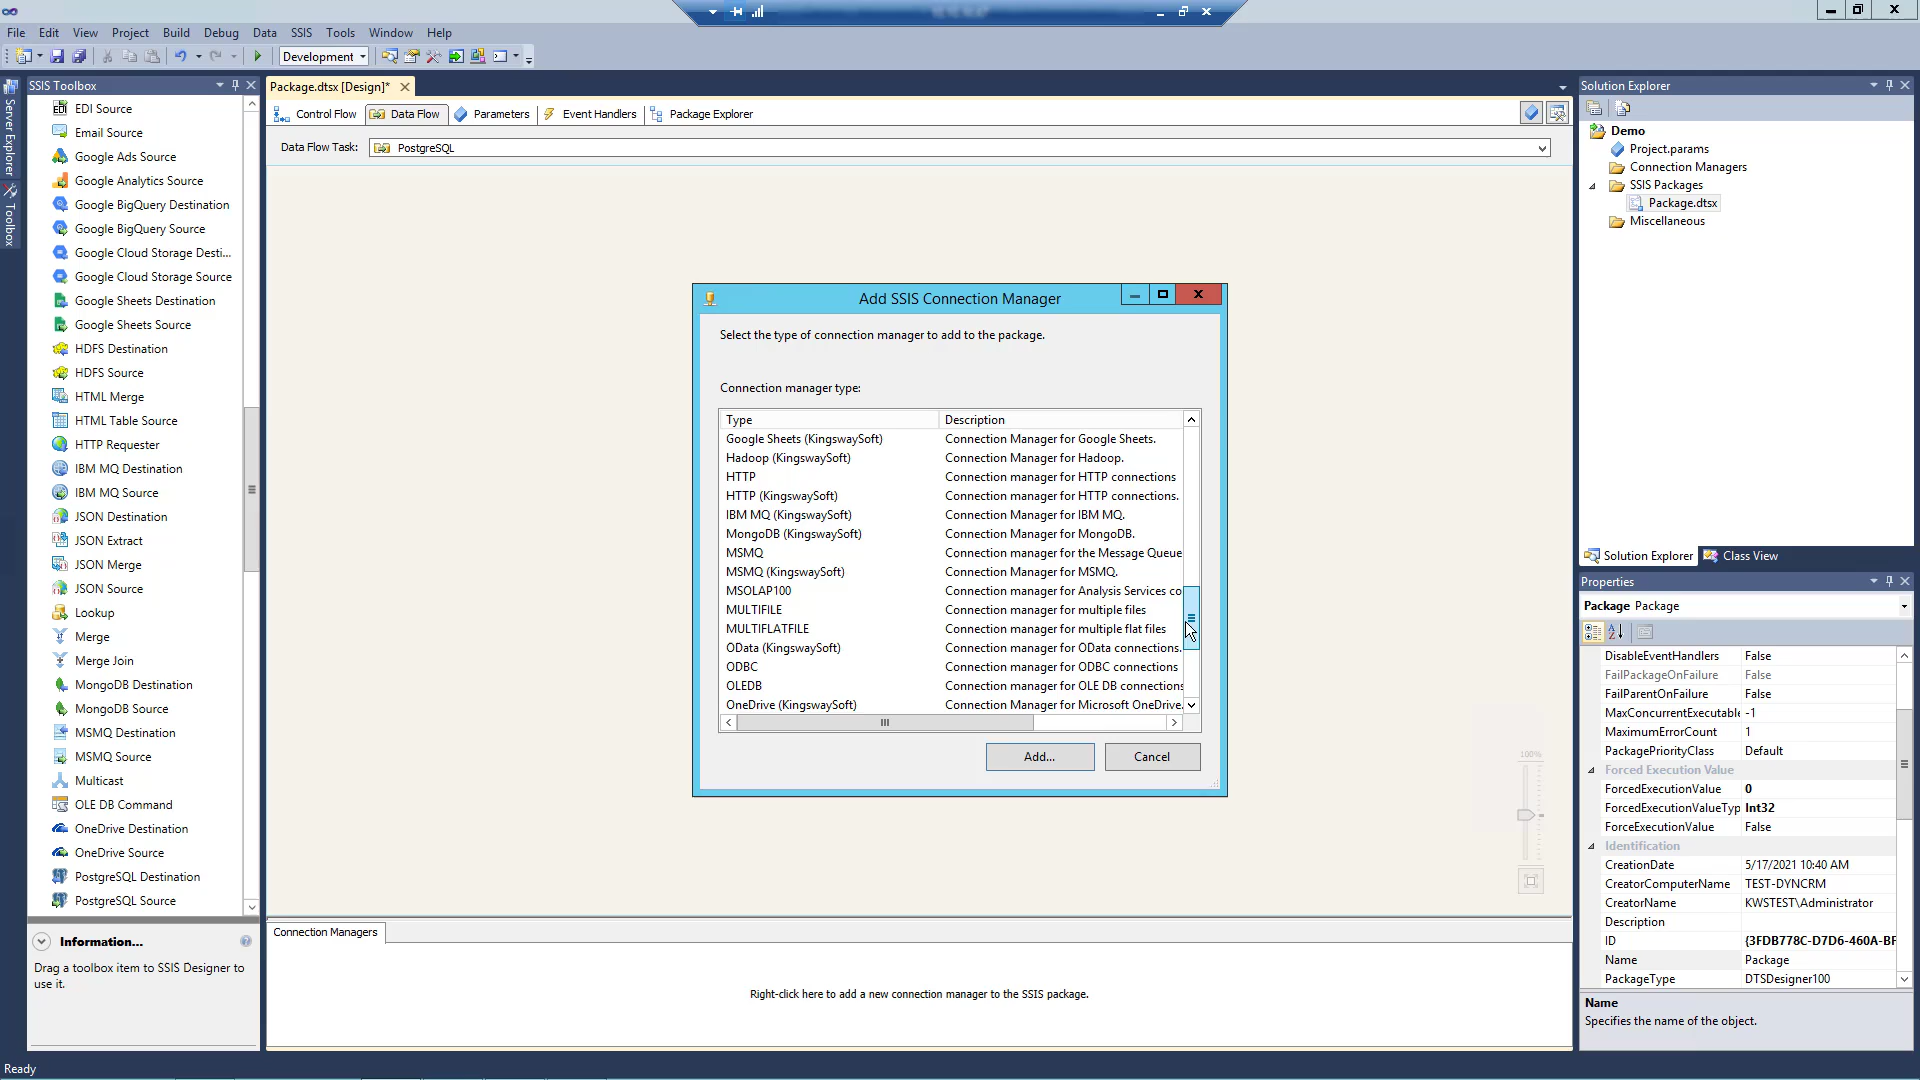 File Edit View Project Build Debug Data SSIS Tools Window Help
Development
Server Explorer
Toolbox
SSIS Toolbox
EDI Source
Email Source
Google Ads Source
Google Analytics Source
Google BigQuery Destination
Google BigQuery Source
Google Cloud Storage Desti...
Google Cloud Storage Source
Google Sheets Destination
Google Sheets Source
HDFS Destination
HDFS Source
HTML Merge
HTML Table Source
HTTP Requester
IBM MQ Destination
IBM MQ Source
JSON Destination
JSON Extract
JSON Merge
JSON Source
Lookup
Merge
Merge Join
MongoDB Destination
MongoDB Source
MSMQ Destination
MSMQ Source
Multicast
OLE DB Command
OneDrive Destination
OneDrive Source
PostgreSQL Destination
PostgreSQL Source
Information...
Drag a toolbox item to SSIS Designer to
use it.
Package.dtsx [Design]*
Control Flow Data Flow Parameters Event Handlers Package Explorer
Data Flow Task: PostgreSQL
Add SSIS Connection Manager
Select the type of connection manager to add to the package.
Connection manager type:
Type Description
Google Sheets (KingswaySoft) Connection Manager for Google Sheets.
Hadoop (KingswaySoft) Connection Manager for Hadoop.
HTTP Connection manager for HTTP connections
HTTP (KingswaySoft) Connection manager for HTTP connections.
IBM MQ (KingswaySoft) Connection Manager for IBM MQ.
MongoDB (KingswaySoft) Connection Manager for MongoDB.
MSMQ Connection manager for the Message Queue
MSMQ (KingswaySoft) Connection Manager for MSMQ.
MSOLAP100 Connection manager for Analysis Services co
MULTIFILE Connection manager for multiple files
MULTIFLATFILE Connection manager for multiple flat files
OData (KingswaySoft) Connection manager for OData connections.
ODBC Connection manager for ODBC connections
OLEDB Connection manager for OLE DB connections
OneDrive (KingswaySoft) Connection Manager for Microsoft OneDrive.
Add... Cancel
100%
Connection Managers
Right-click here to add a new connection manager to the SSIS package.
Solution Explorer
Demo
Project.params
Connection Managers
SSIS Packages
Package.dtsx
Miscellaneous
Solution Explorer Class View
Properties
Package Package
DisableEventHandlers False
FailPackageOnFailure False
FailParentOnFailure False
MaxConcurrentExecutable -1
MaximumErrorCount 1
PackagePriorityClass Default
Forced Execution Value
ForcedExecutionValue 0
ForcedExecutionValueTyp Int32
ForceExecutionValue False
Identification
CreationDate 5/17/2021 10:40 AM
CreatorComputerName TEST-DYNCRM
CreatorName KWSTEST\Administrator
Description
ID {3FDB778C-D7D6-460A-BF
Name Package
PackageType DTSDesigner100
Name
Specifies the name of the object.
Ready